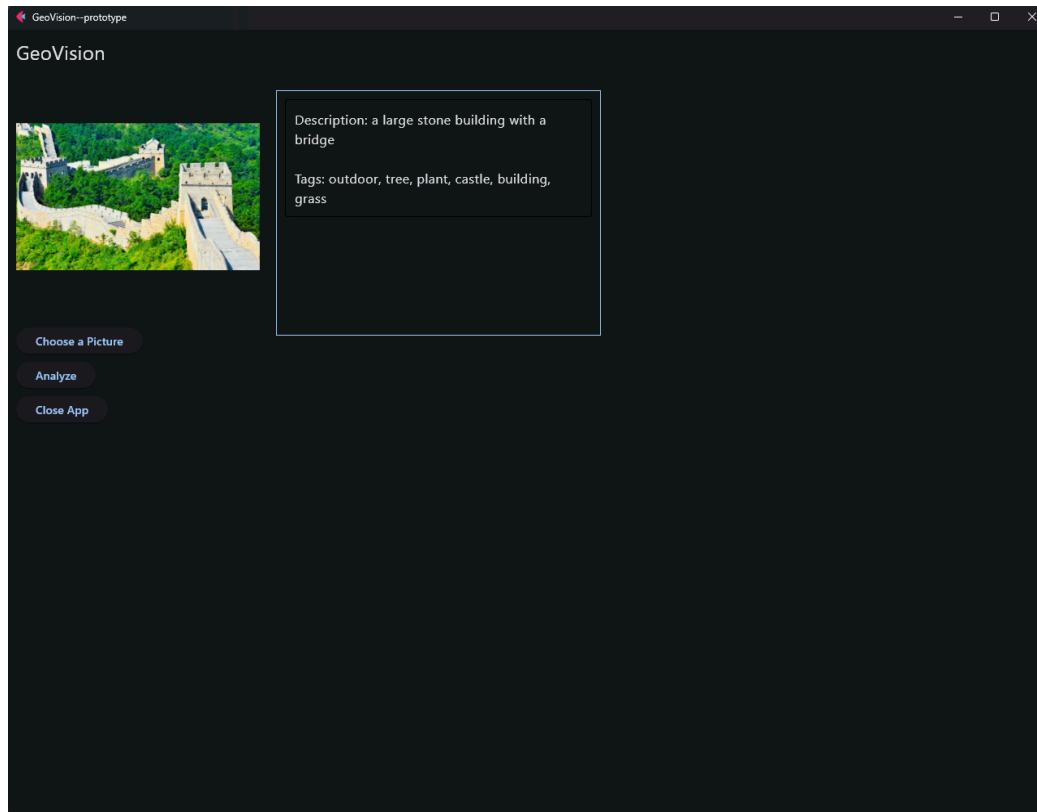 GeoVision--prototype
GeoVision
Description: a large stone building with a
bridge
Tags: outdoor, tree, plant, castle, building,
grass
Choose a Picture
Analyze
Close App